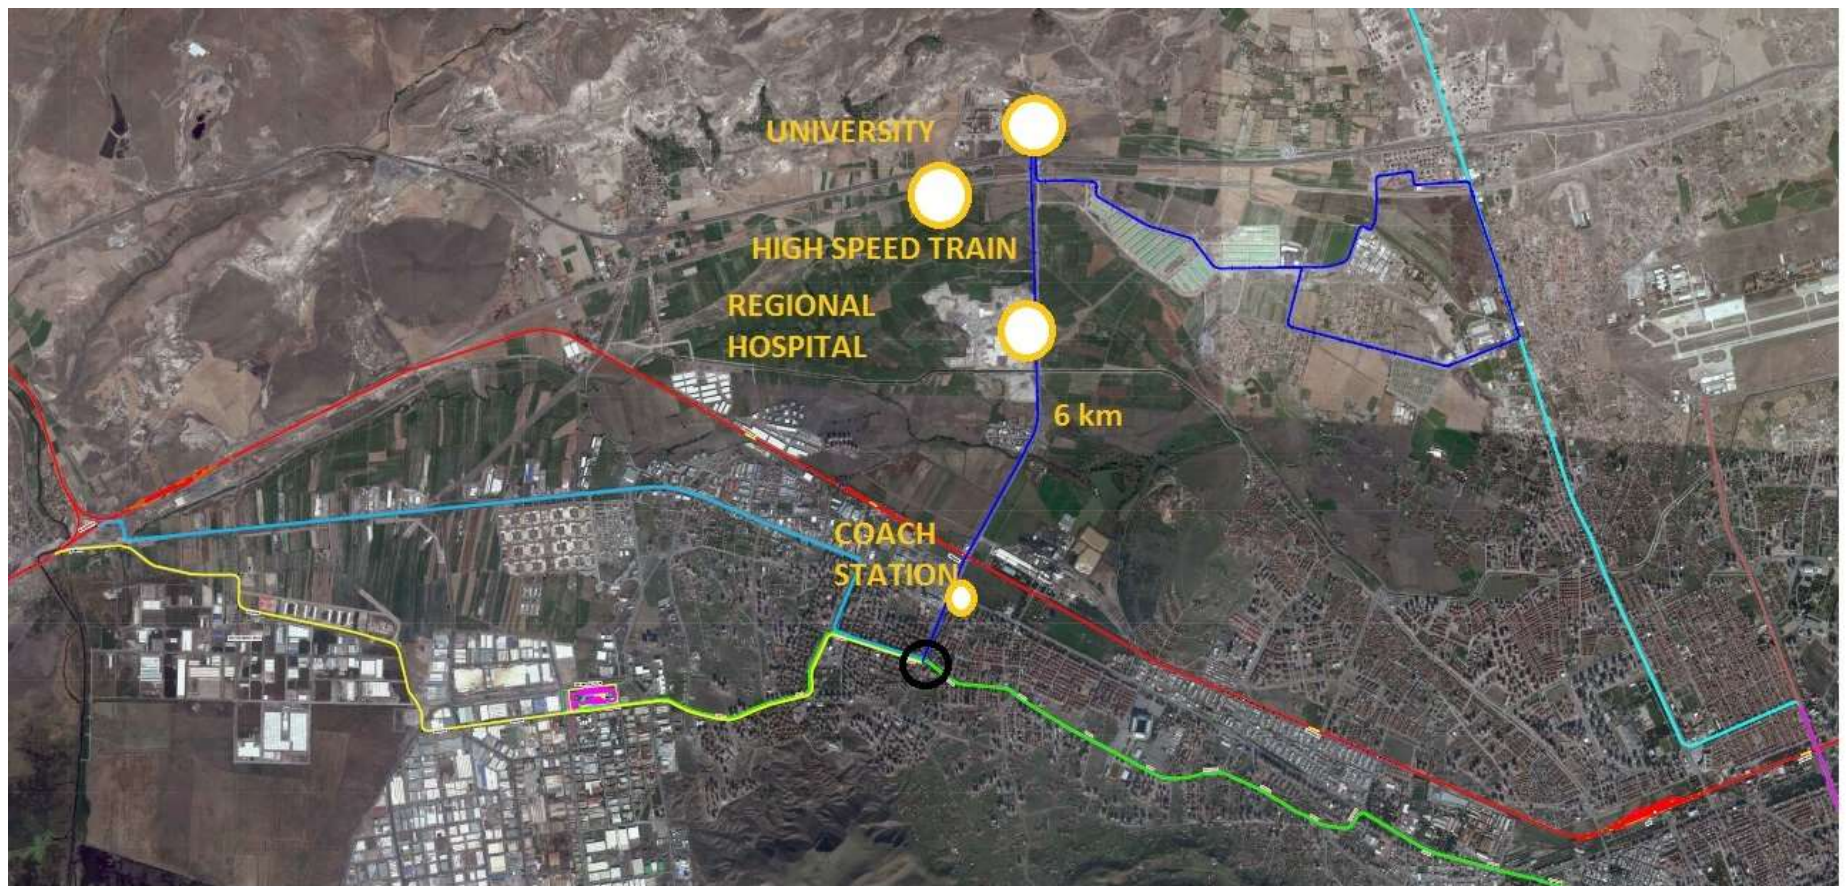 UNIVERSITY
HIGH SPEED TRAIN
REGIONAL
HOSPITAL
6 km
COACH
STATION